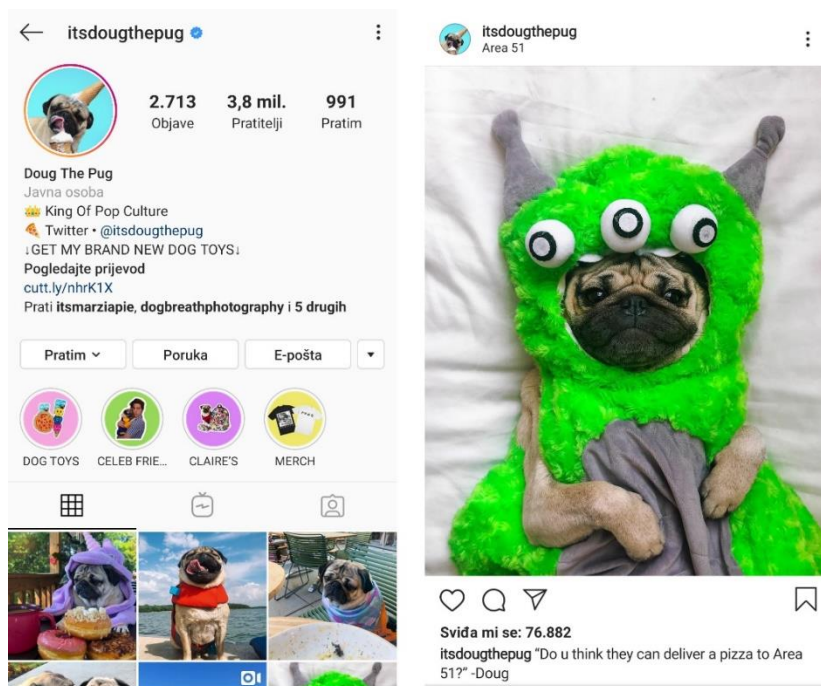 itsdougthepug
2.713 3,8 mil. 991
Objave Pratitelji Pratim
Doug The Pug
Javna osoba
👑 King Of Pop Culture
🍕 Twitter • @itsdougthepug
↓GET MY BRAND NEW DOG TOYS↓
Pogledajte prijevod
cutt.ly/nhrK1X
Prati itsmarziapie, dogbreathphotography i 5 drugih
Pratim Poruka E-pošta
DOG TOYS CELEB FRIE... CLAIRE'S MERCH
itsdougthepug
Area 51
Sviđa mi se: 76.882
itsdougthepug “Do u think they can deliver a pizza to Area
51?” -Doug